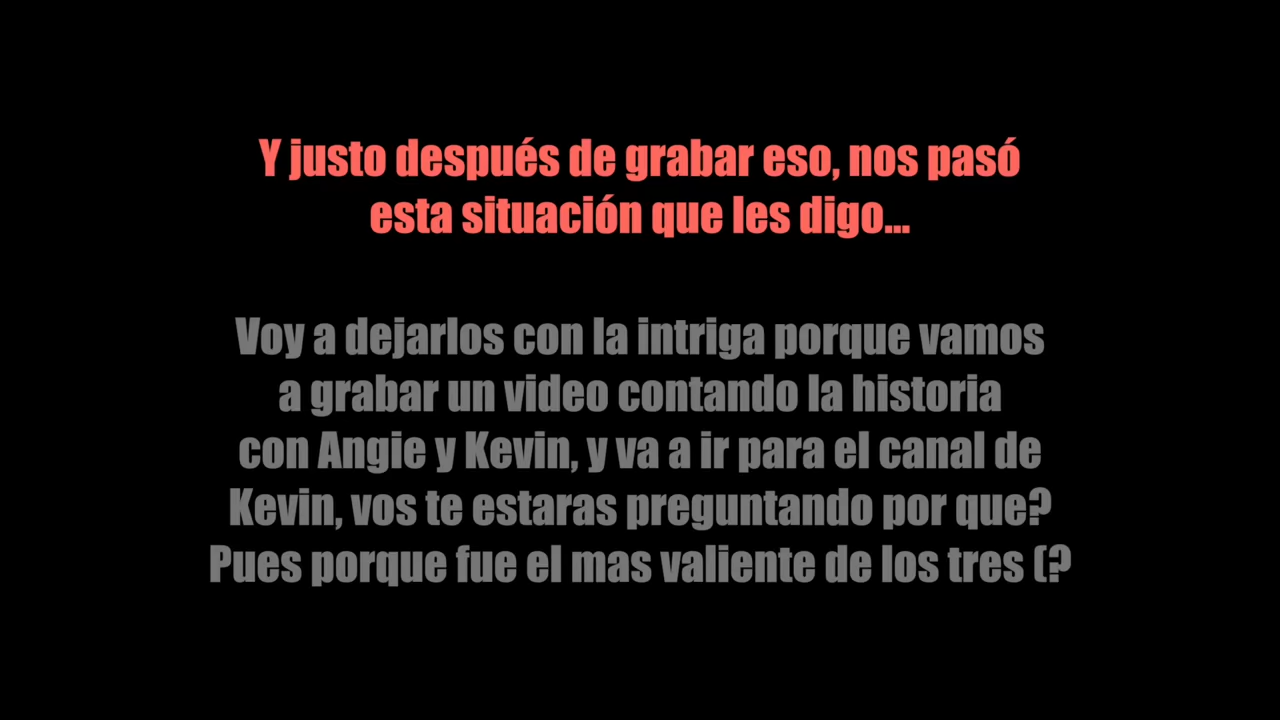 Y justo después de grabar eso, nos pasó
esta situación que les digo...
Voy a dejarlos con la intriga porque vamos
a grabar un video contando la historia
con Angie y Kevin, y va a ir para el canal de
Kevin, vos te estaras preguntando por que?
Pues porque fue el mas valiente de los tres (?